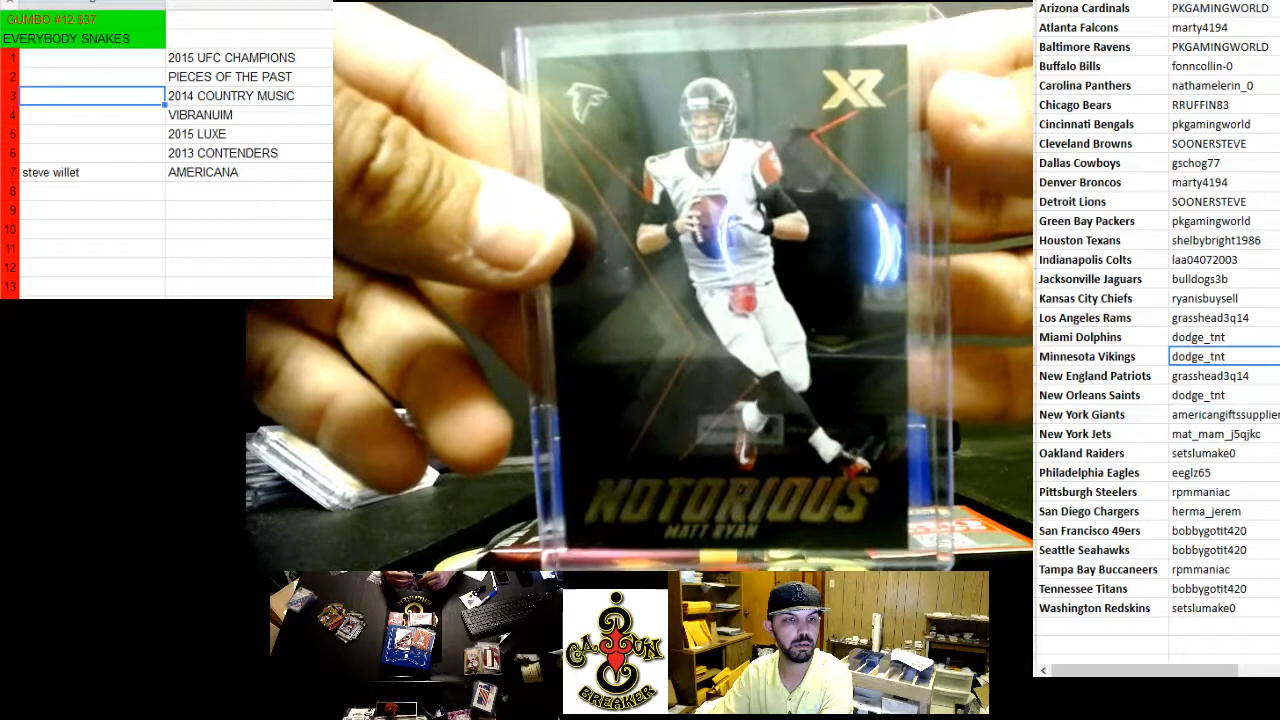 GUMBO #12 $37
EVERYBODY SNAKES
1 2015 UFC CHAMPIONS
2 PIECES OF THE PAST
3 2014 COUNTRY MUSIC
4 VIBRANUIM
5 2015 LUXE
6 2013 CONTENDERS
7 steve willet AMERICANA
8
9
10
11
12
13
XR
NOTORIOUS
MATT RYAN
CAJUN
BREAKER
Arizona Cardinals PKGAMINGWORLD
Atlanta Falcons marty4194
Baltimore Ravens PKGAMINGWORLD
Buffalo Bills fonncollin-0
Carolina Panthers nathamelerin_0
Chicago Bears RRUFFIN83
Cincinnati Bengals pkgamingworld
Cleveland Browns SOONERSTEVE
Dallas Cowboys gschog77
Denver Broncos marty4194
Detroit Lions SOONERSTEVE
Green Bay Packers pkgamingworld
Houston Texans shelbybright1986
Indianapolis Colts laa04072003
Jacksonville Jaguars bulldogs3b
Kansas City Chiefs ryanisbuysell
Los Angeles Rams grasshead3q14
Miami Dolphins dodge_tnt
Minnesota Vikings dodge_tnt
New England Patriots grasshead3q14
New Orleans Saints dodge_tnt
New York Giants americangiftssupplier
New York Jets mat_mam_j5qjkc
Oakland Raiders setslumake0
Philadelphia Eagles eeglz65
Pittsburgh Steelers rpmmaniac
San Diego Chargers herma_jerem
San Francisco 49ers bobbygotit420
Seattle Seahawks bobbygotit420
Tampa Bay Buccaneers rpmmaniac
Tennessee Titans bobbygotit420
Washington Redskins setslumake0